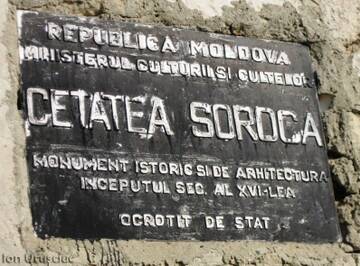 REPUBLICA MOLDOVA
MINISTERUL CULTURII SI CULTELOR
CETATEA SOROCA
MONUMENT ISTORIC SI DE ARHITECTURA
INCEPUTUL SEC. AL XVI-LEA
OCROTIT DE STAT
Ion Grusciuc